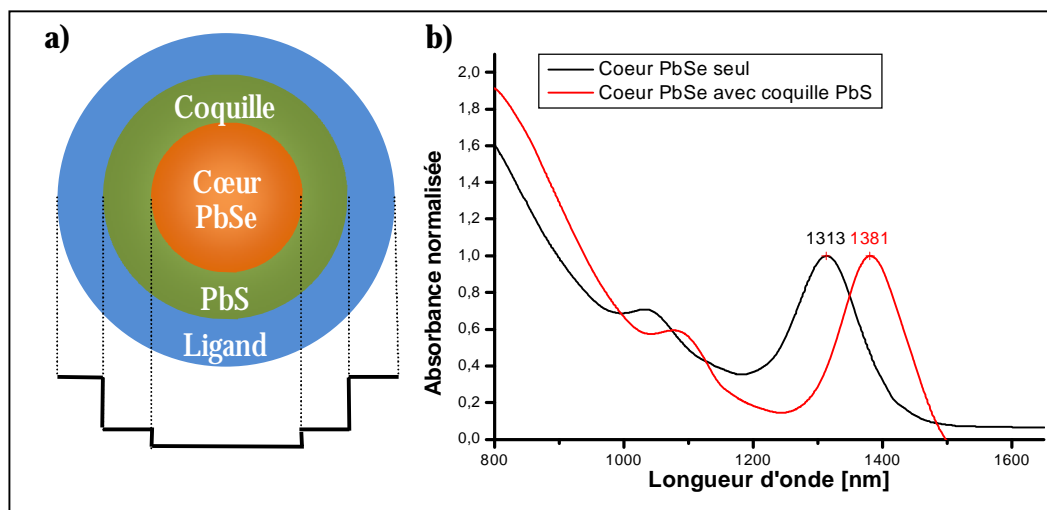 a)
Coquille
Cœur
PbSe
PbS
Ligand
b)
Coeur PbSe seul
Coeur PbSe avec coquille PbS
1313 1381
2,0
1,8
1,6
1,4
1,2
1,0
0,8
0,6
0,4
0,2
0,0
Absorbance normalisée
800 1000 1200 1400 1600
Longueur d'onde [nm]